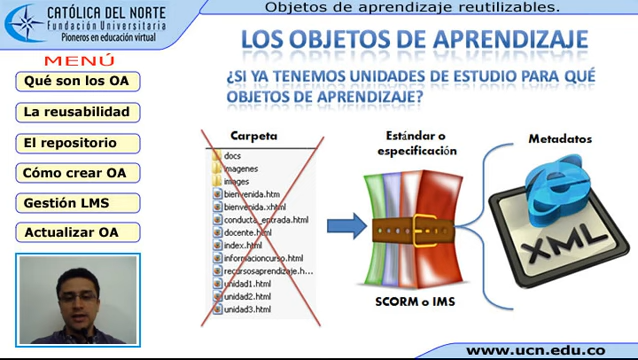 Objetos de aprendizaje reutilizables.
CATÓLICA DEL NORTE
Fundación Universitaria
Pioneros en educación virtual
MENÚ
Qué son los OA
La reusabilidad
El repositorio
Cómo crear OA
Gestión LMS
Actualizar OA
LOS OBJETOS DE APRENDIZAJE
¿SI YA TENEMOS UNIDADES DE ESTUDIO PARA QUÉ
OBJETOS DE APRENDIZAJE?
Carpeta
docs
imagenes
images
bienvenida.htm
bienvenida.xhtml
conducta_entrada.html
docente.html
index.html
informacioncurso.html
recursosaprendizaje.h...
unidad1.html
unidad2.html
unidad3.html
Estándar o
especificación
SCORM o IMS
Metadatos
XML
www.ucn.edu.co